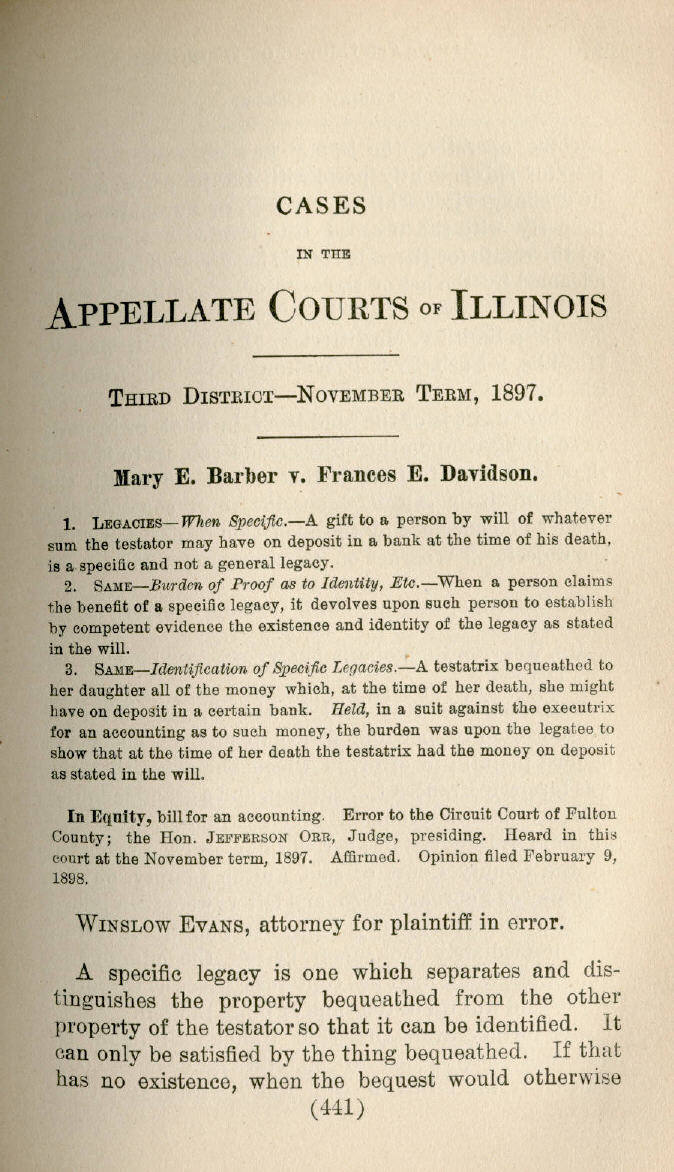 CASES
IN THE
APPELLATE COURTS OF ILLINOIS
THIRD DISTRICT—NOVEMBER TERM, 1897.
Mary E. Barber v. Frances E. Davidson.
1. LEGACIES—When Specific.—A gift to a person by will of whatever
sum the testator may have on deposit in a bank at the time of his death,
is a specific and not a general legacy.
2. SAME—Burden of Proof as to Identity, Etc.—When a person claims
the benefit of a specific legacy, it devolves upon such person to establish
by competent evidence the existence and identity of the legacy as stated
in the will.
3. SAME—Identification of Specific Legacies.—A testatrix bequeathed to
her daughter all of the money which, at the time of her death, she might
have on deposit in a certain bank. Held, in a suit against the executrix
for an accounting as to such money, the burden was upon the legatee to
show that at the time of her death the testatrix had the money on deposit
as stated in the will.
In Equity, bill for an accounting. Error to the Circuit Court of Fulton
County; the Hon. JEFFERSON ORR, Judge, presiding. Heard in this
court at the November term, 1897. Affirmed. Opinion filed February 9,
1898.
WINSLOW EVANS, attorney for plaintiff in error.
A specific legacy is one which separates and dis-
tinguishes the property bequeathed from the other
property of the testator so that it can be identified. It
can only be satisfied by the thing bequeathed. If that
has no existence, when the bequest would otherwise
(441)